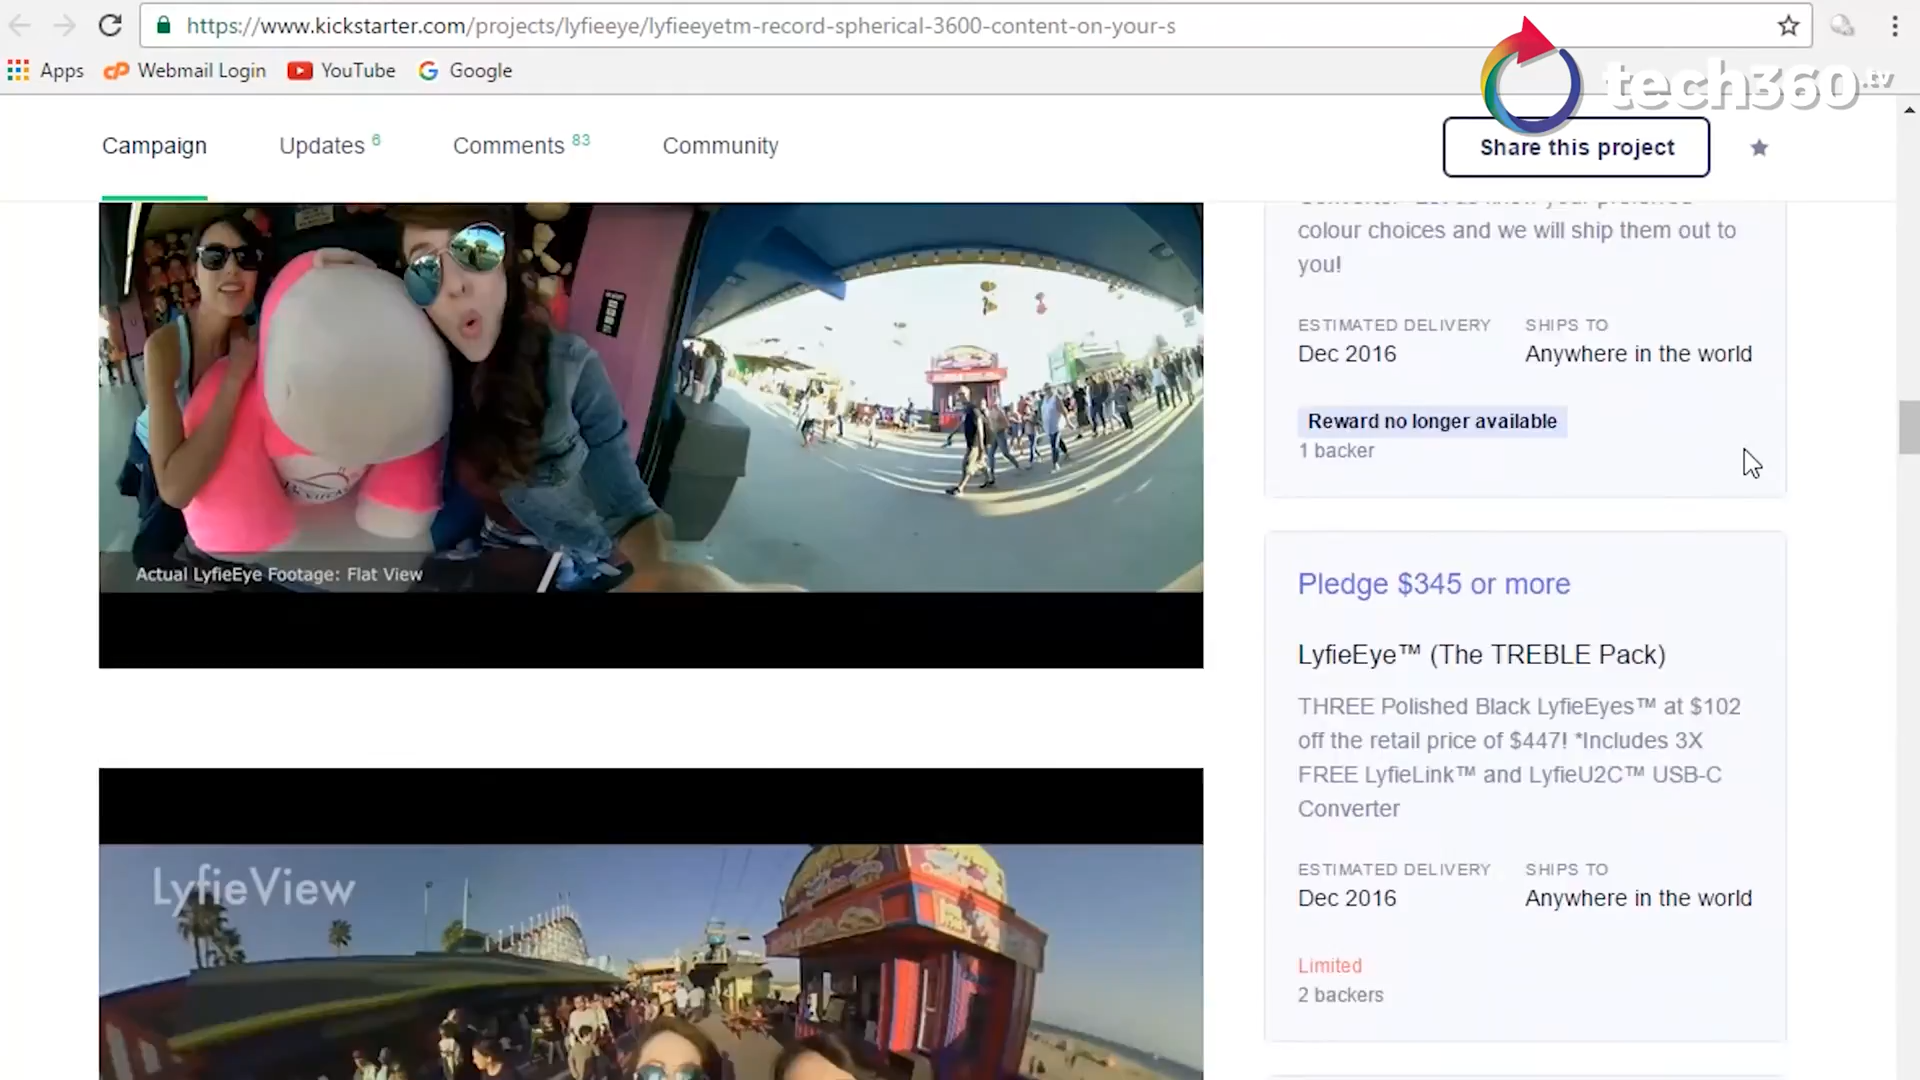 https://www.kickstarter.com/projects/lyfieeye/lyfieeyetm-record-spherical-3600-content-on-your-s
Apps
Webmail Login
YouTube
Google
tech360.tv
Campaign
Updates 6
Comments 83
Community
Share this project
colour choices and we will ship them out to
you!
ESTIMATED DELIVERY
SHIPS TO
Dec 2016
Anywhere in the world
Reward no longer available
1 backer
Actual LyfieEye Footage: Flat View
Pledge $345 or more
LyfieEye™ (The TREBLE Pack)
THREE Polished Black LyfieEyes™ at $102
off the retail price of $447! *Includes 3X
FREE LyfieLink™ and LyfieU2C™ USB-C
Converter
ESTIMATED DELIVERY
SHIPS TO
Dec 2016
Anywhere in the world
Limited
2 backers
LyfieView